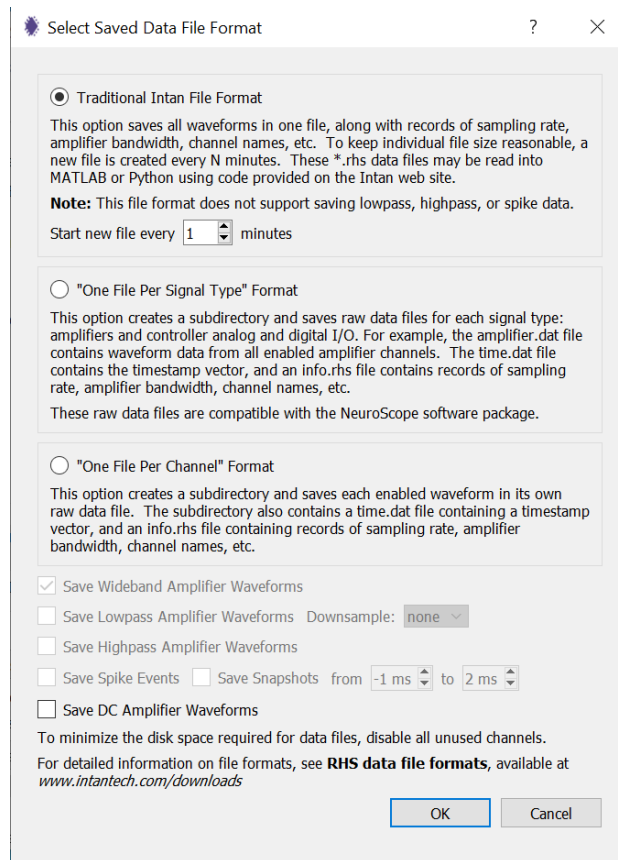 Select Saved Data File Format
Traditional Intan File Format
This option saves all waveforms in one file, along with records of sampling rate,
amplifier bandwidth, channel names, etc. To keep individual file size reasonable, a
new file is created every N minutes. These *.rhs data files may be read into
MATLAB or Python using code provided on the Intan web site.
Note: This file format does not support saving lowpass, highpass, or spike data.
Start new file every 1 minutes
"One File Per Signal Type" Format
This option creates a subdirectory and saves raw data files for each signal type:
amplifiers and controller analog and digital I/O. For example, the amplifier.dat file
contains waveform data from all enabled amplifier channels. The time.dat file
contains the timestamp vector, and an info.rhs file contains records of sampling
rate, amplifier bandwidth, channel names, etc.
These raw data files are compatible with the NeuroScope software package.
"One File Per Channel" Format
This option creates a subdirectory and saves each enabled waveform in its own
raw data file. The subdirectory also contains a time.dat file containing a timestamp
vector, and an info.rhs file containing records of sampling rate, amplifier
bandwidth, channel names, etc.
Save Wideband Amplifier Waveforms
Save Lowpass Amplifier Waveforms Downsample: none
Save Highpass Amplifier Waveforms
Save Spike Events Save Snapshots from -1 ms to 2 ms
Save DC Amplifier Waveforms
To minimize the disk space required for data files, disable all unused channels.
For detailed information on file formats, see RHS data file formats, available at
www.intantech.com/downloads
OK Cancel